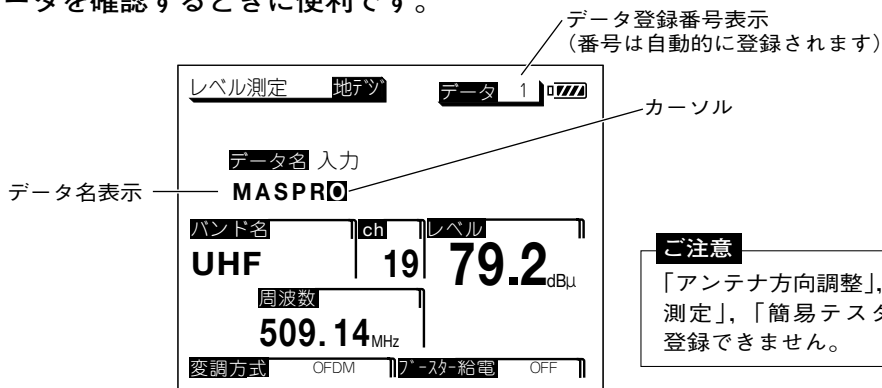 ータを確認するときに便利です。
データ登録番号表示
(番号は自動的に登録されます)
レベル測定 地デジ データ 1
カーソル
データ名 入力
データ名表示
MASPRO
バンド名 ch レベル
UHF 19 79.2dBμ
周波数
509.14MHz
変調方式 OFDM ブースター給電 OFF
ご注意
「アンテナ方向調整」,
測定」,「簡易テスタ
登録できません。